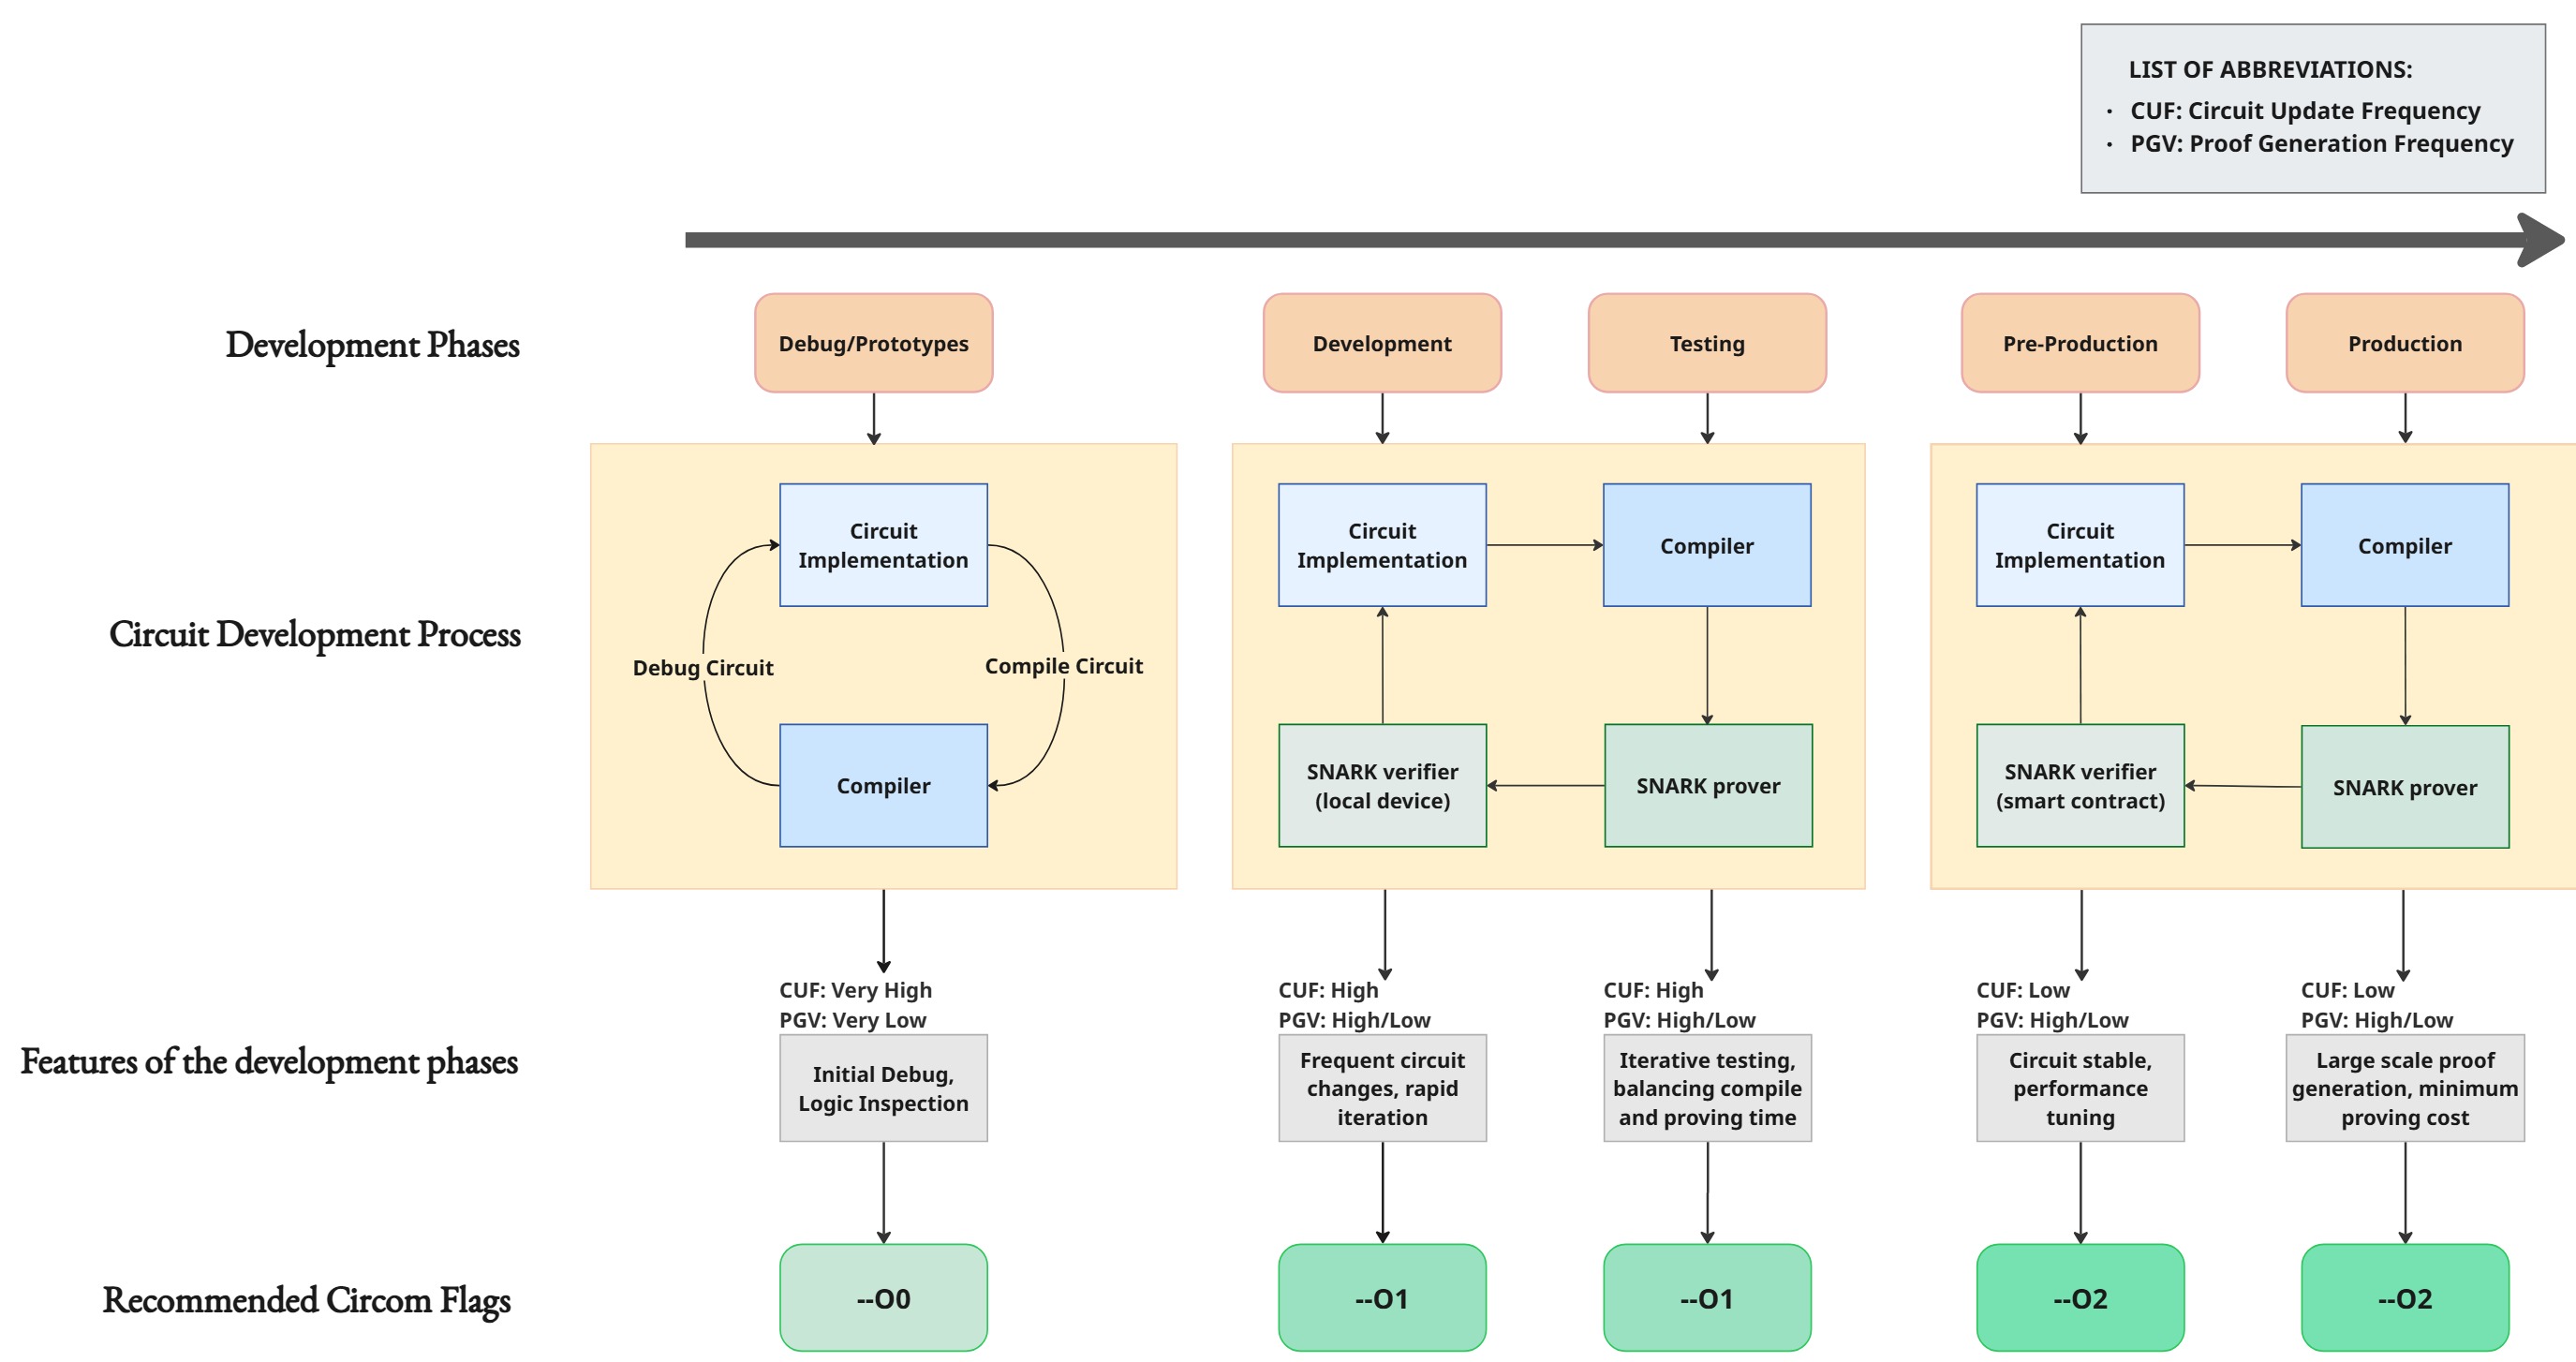 LIST OF ABBREVIATIONS:
· CUF: Circuit Update Frequency
· PGV: Proof Generation Frequency
Development Phases
Debug/Prototypes
Development
Testing
Pre-Production
Production
Circuit Development Process
Circuit
Implementation
Debug Circuit
Compile Circuit
Compiler
Circuit
Implementation
Compiler
SNARK verifier
(local device)
SNARK prover
Circuit
Implementation
Compiler
SNARK verifier
(smart contract)
SNARK prover
Features of the development phases
CUF: Very High
PGV: Very Low
Initial Debug,
Logic Inspection
CUF: High
PGV: High/Low
Frequent circuit
changes, rapid
iteration
CUF: High
PGV: High/Low
Iterative testing,
balancing compile
and proving time
CUF: Low
PGV: High/Low
Circuit stable,
performance
tuning
CUF: Low
PGV: High/Low
Large scale proof
generation, minimum
proving cost
Recommended Circom Flags
--O0
--O1
--O1
--O2
--O2